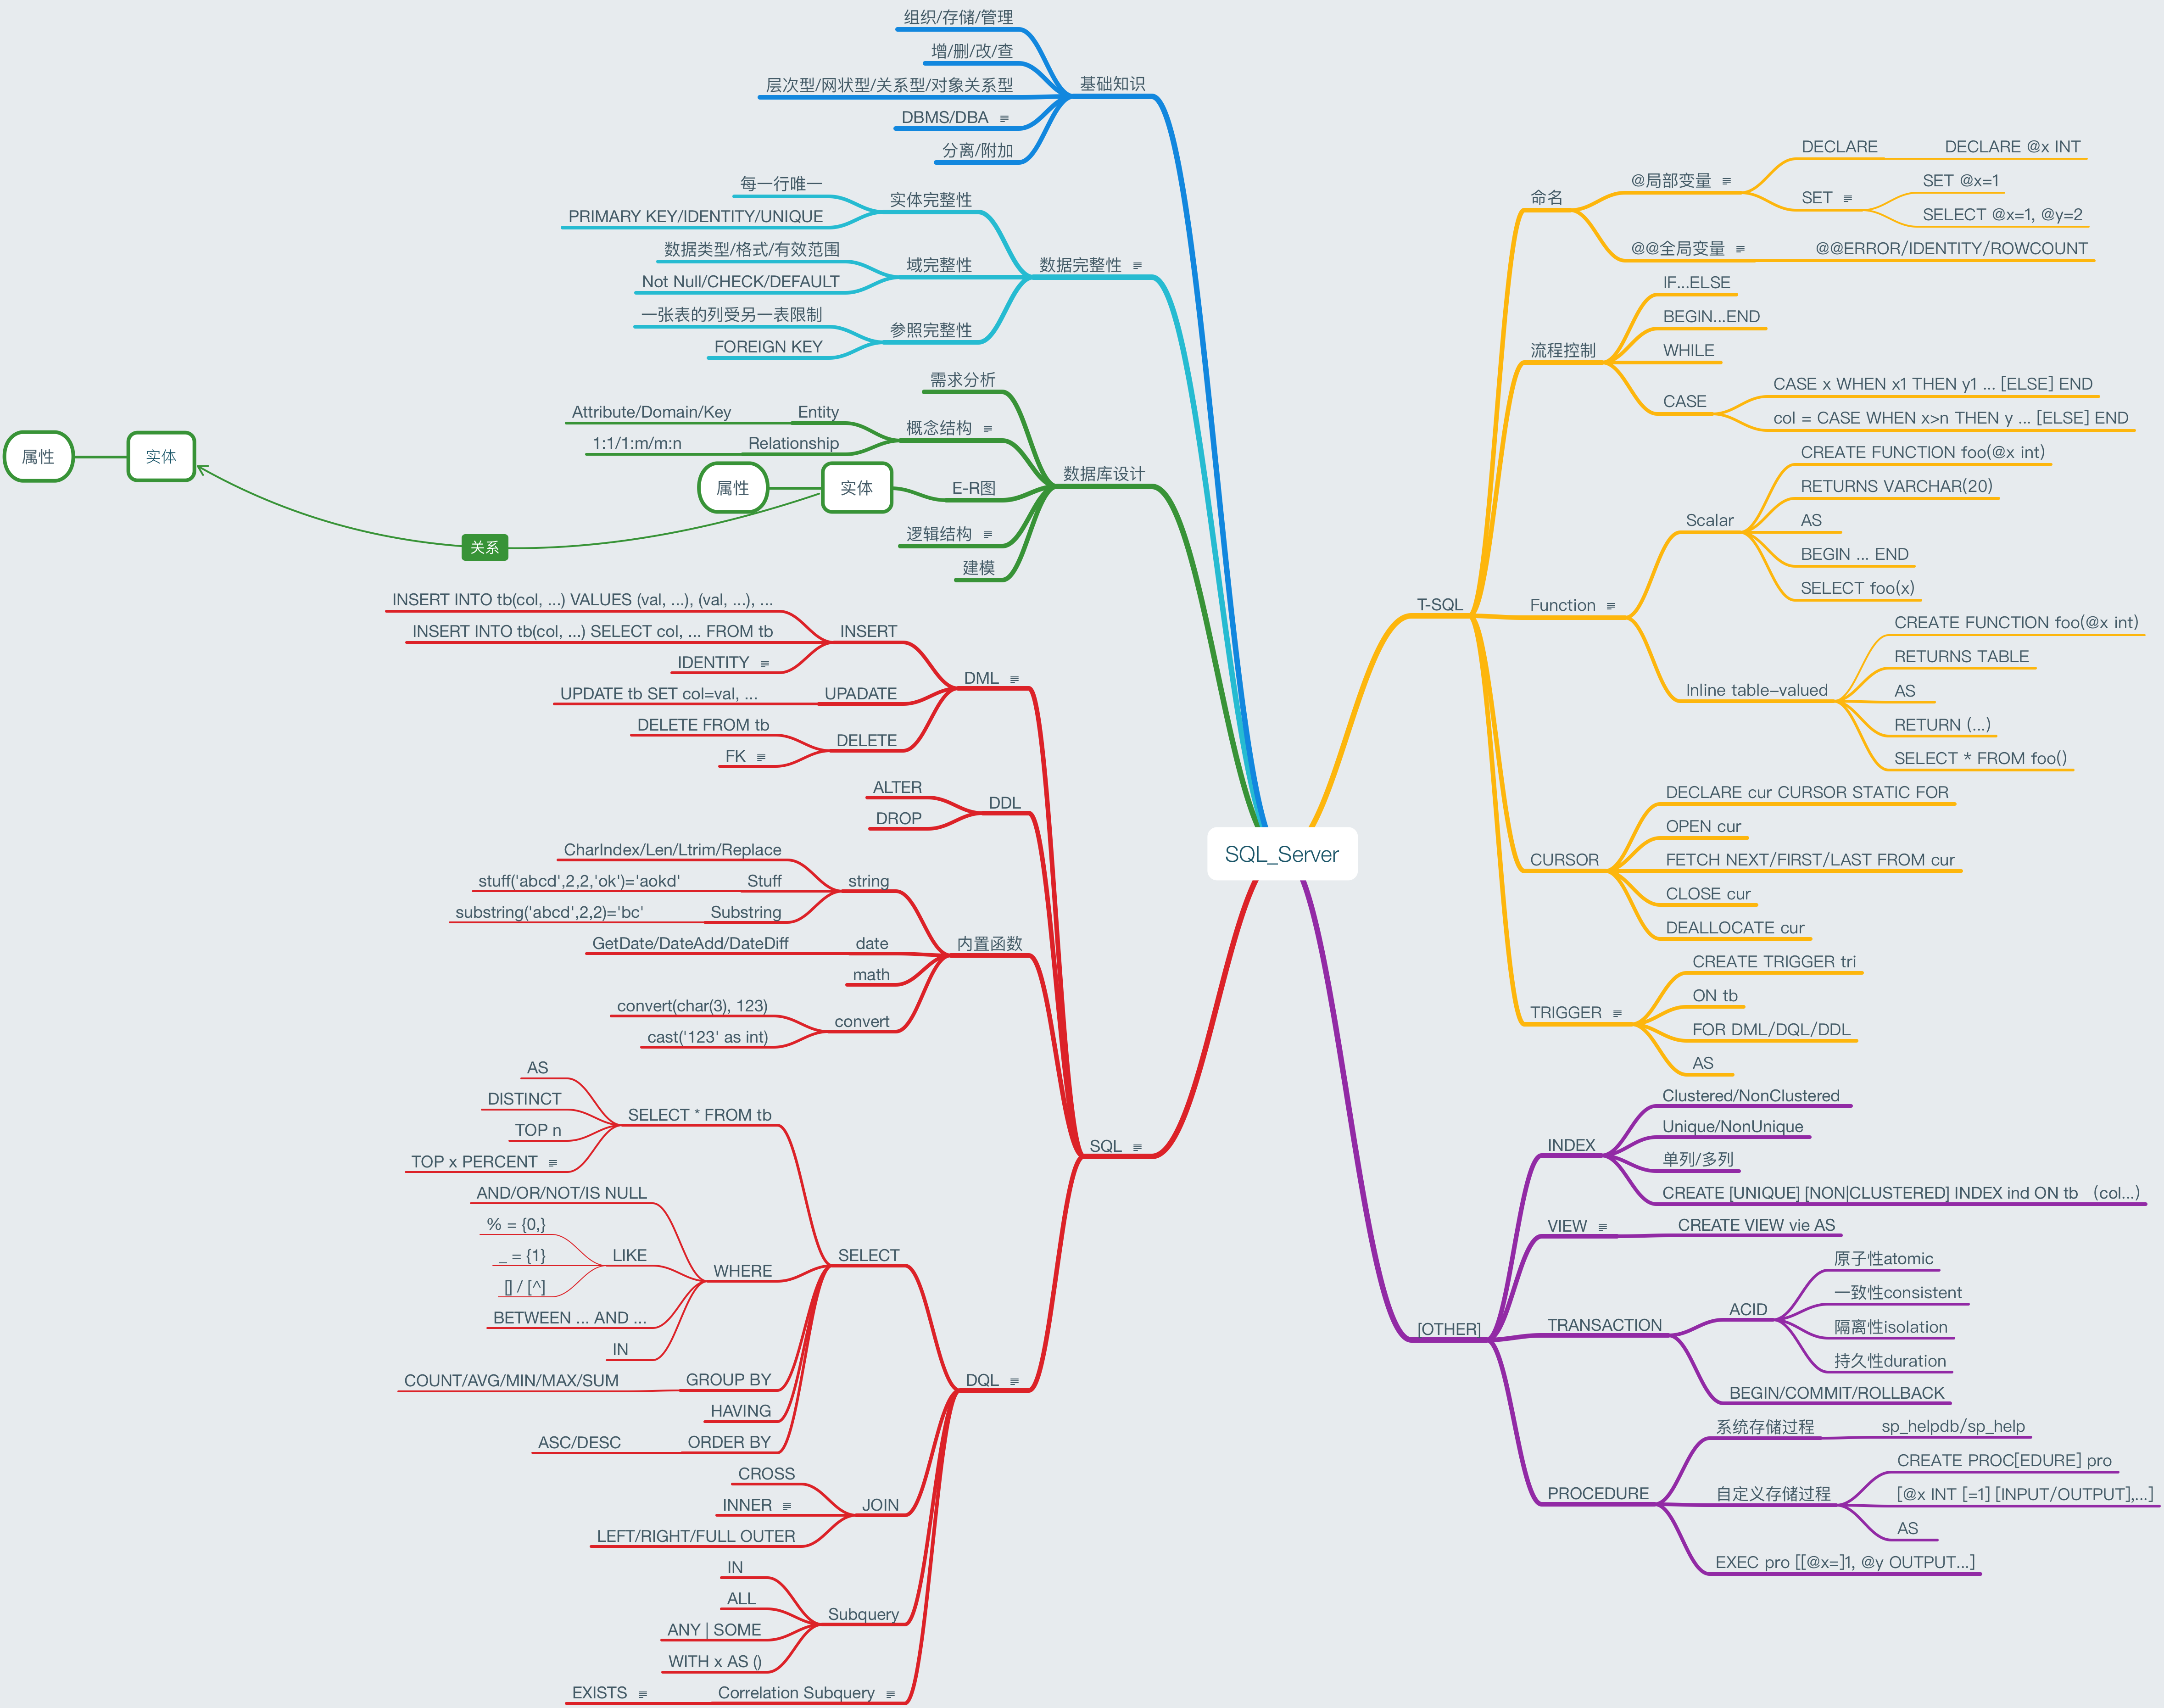 SQL_Server
基础知识
组织/存储/管理
增/删/改/查
层次型/网状型/关系型/对象关系型
DBMS/DBA
分离/附加
数据完整性
实体完整性
每一行唯一
PRIMARY KEY/IDENTITY/UNIQUE
域完整性
数据类型/格式/有效范围
Not Null/CHECK/DEFAULT
参照完整性
一张表的列受另一表限制
FOREIGN KEY
数据库设计
需求分析
概念结构
Entity
Attribute/Domain/Key
Relationship
1:1/1:m/m:n
E-R图
实体
属性
关系
实体
属性
逻辑结构
建模
SQL
DML
INSERT
INSERT INTO tb(col, ...) VALUES (val, ...), (val, ...), ...
INSERT INTO tb(col, ...) SELECT col, ... FROM tb
IDENTITY
UPADATE
UPDATE tb SET col=val, ...
DELETE
DELETE FROM tb
FK
DDL
ALTER
DROP
内置函数
string
CharIndex/Len/Ltrim/Replace
Stuff
stuff('abcd',2,2,'ok')='aokd'
Substring
substring('abcd',2,2)='bc'
date
GetDate/DateAdd/DateDiff
math
convert
convert(char(3), 123)
cast('123' as int)
DQL
SELECT
SELECT * FROM tb
AS
DISTINCT
TOP n
TOP x PERCENT
WHERE
AND/OR/NOT/IS NULL
LIKE
% = {0,}
_ = {1}
[] / [^]
BETWEEN ... AND ...
IN
GROUP BY
COUNT/AVG/MIN/MAX/SUM
HAVING
ORDER BY
ASC/DESC
JOIN
CROSS
INNER
LEFT/RIGHT/FULL OUTER
Subquery
IN
ALL
ANY | SOME
WITH x AS ()
Correlation Subquery
EXISTS
T-SQL
命名
@局部变量
DECLARE
DECLARE @x INT
SET
SET @x=1
SELECT @x=1, @y=2
@@全局变量
@@ERROR/IDENTITY/ROWCOUNT
流程控制
IF...ELSE
BEGIN...END
WHILE
CASE
CASE x WHEN x1 THEN y1 ... [ELSE] END
col = CASE WHEN x>n THEN y ... [ELSE] END
Function
Scalar
CREATE FUNCTION foo(@x int)
RETURNS VARCHAR(20)
AS
BEGIN ... END
SELECT foo(x)
Inline table-valued
CREATE FUNCTION foo(@x int)
RETURNS TABLE
AS
RETURN (...)
SELECT * FROM foo()
CURSOR
DECLARE cur CURSOR STATIC FOR
OPEN cur
FETCH NEXT/FIRST/LAST FROM cur
CLOSE cur
DEALLOCATE cur
TRIGGER
CREATE TRIGGER tri
ON tb
FOR DML/DQL/DDL
AS
[OTHER]
INDEX
Clustered/NonClustered
Unique/NonUnique
单列/多列
CREATE [UNIQUE] [NON|CLUSTERED] INDEX ind ON tb （col...）
VIEW
CREATE VIEW vie AS
TRANSACTION
ACID
原子性atomic
一致性consistent
隔离性isolation
持久性duration
BEGIN/COMMIT/ROLLBACK
PROCEDURE
系统存储过程
sp_helpdb/sp_help
自定义存储过程
CREATE PROC[EDURE] pro
[@x INT [=1] [INPUT/OUTPUT],...]
AS
EXEC pro [[@x=]1, @y OUTPUT...]